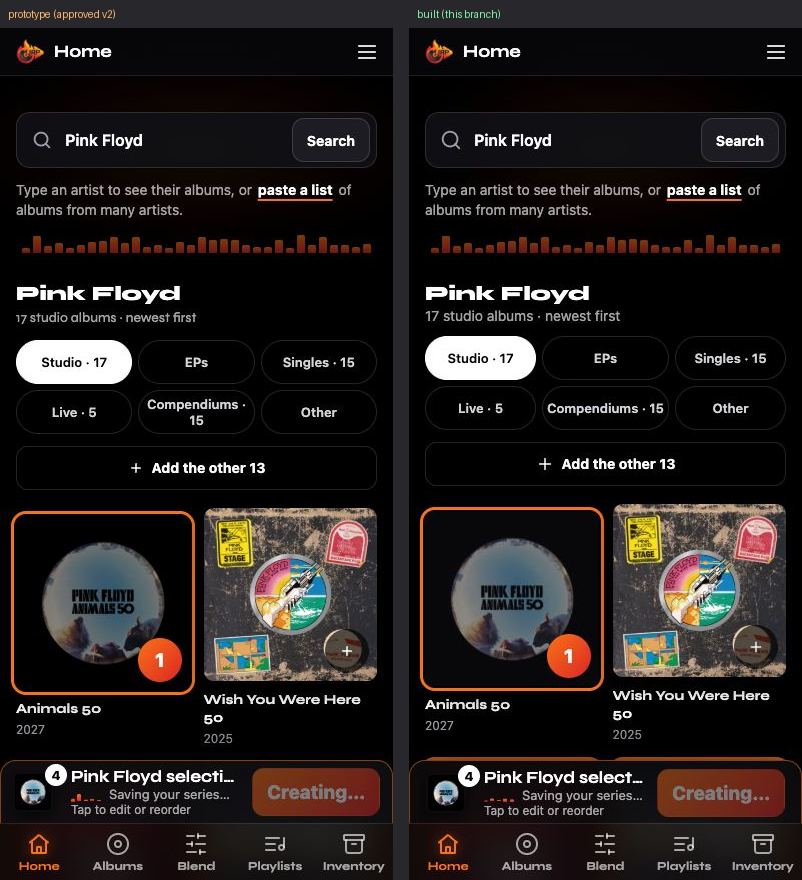 prototype (approved v2)
Home
Pink Floyd
Search
Type an artist to see their albums, or paste a list of
albums from many artists.
Pink Floyd
17 studio albums · newest first
Studio · 17
EPs
Singles · 15
Live · 5
Compendiums ·
15
Other
+ Add the other 13
PINK FLOYD
ANIMALS 50
1
PINK FLOYD
STAGE
+
Animals 50
2027
Wish You Were Here
50
2025
4
Pink Floyd selecti...
Saving your series...
Tap to edit or reorder
Creating...
Home
Albums
Blend
Playlists
Inventory
built (this branch)
Home
Pink Floyd
Search
Type an artist to see their albums, or paste a list of
albums from many artists.
Pink Floyd
17 studio albums · newest first
Studio · 17
EPs
Singles · 15
Live · 5
Compendiums · 15
Other
+ Add the other 13
PINK FLOYD
ANIMALS 50
1
PINK FLOYD
STAGE
+
Animals 50
2027
Wish You Were Here
50
2025
4
Pink Floyd select...
Saving your series...
Tap to edit or reorder
Creating...
Home
Albums
Blend
Playlists
Inventory